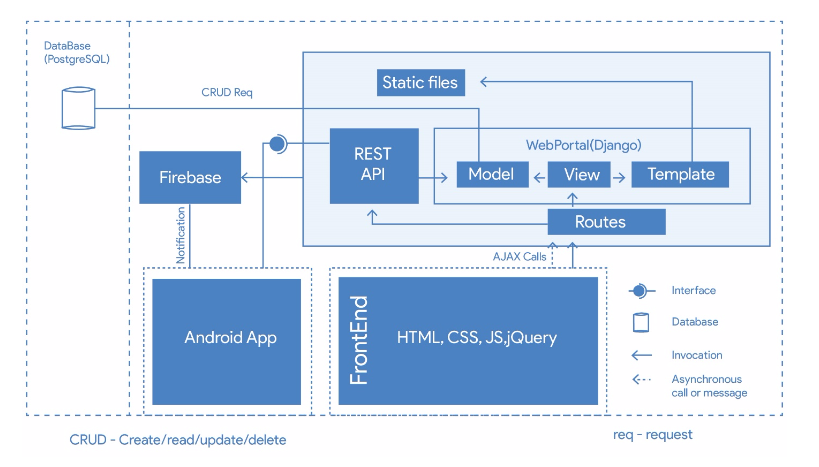 DataBase
(PostgreSQL)
CRUD Req
Static files
WebPortal(Django)
REST
API
Model
View
Template
Firebase
Routes
Notification
AJAX Calls
Android App
FrontEnd
HTML, CSS, JS,jQuery
Interface
Database
Invocation
Asynchronous
call or message
CRUD - Create/read/update/delete
req - request